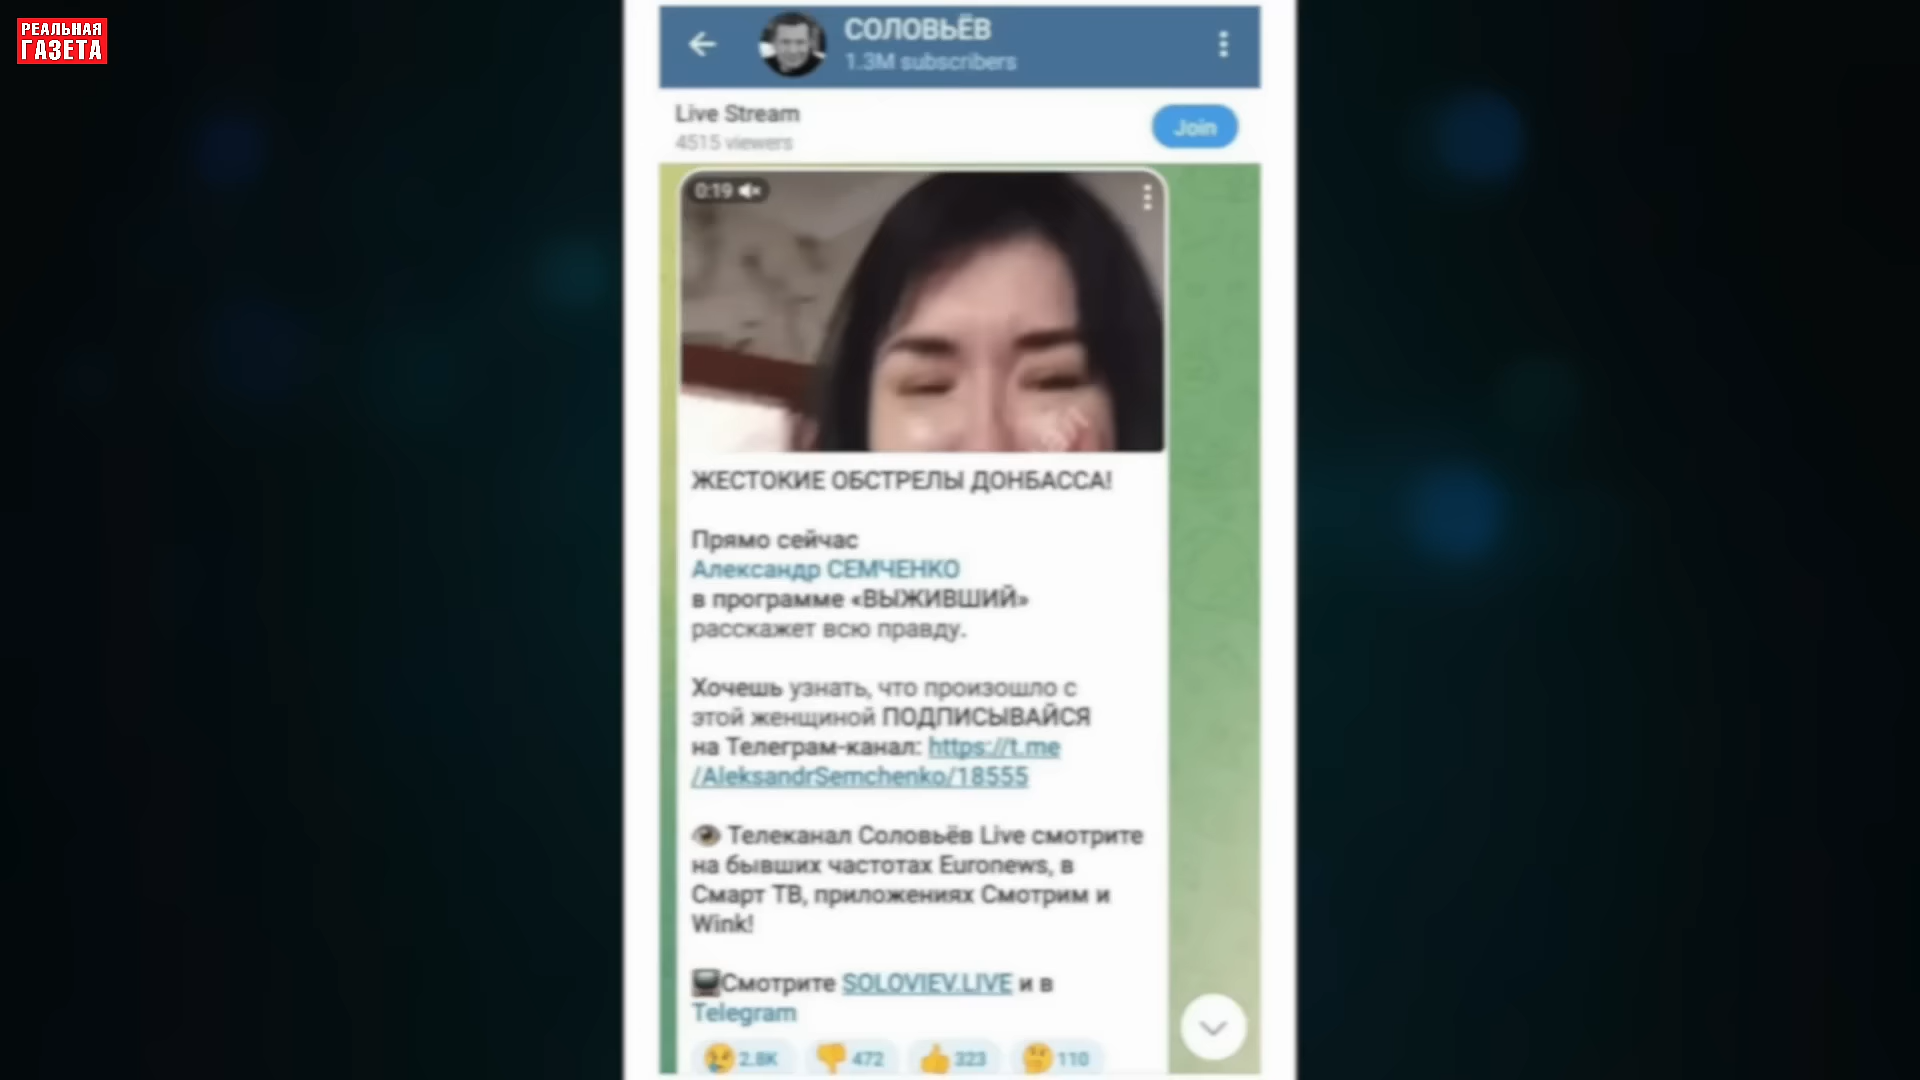 РЕАЛЬНАЯ
ГАЗЕТА
СОЛОВЬЁВ
1.3M subscribers
Live Stream
4515 viewers
Join
0:19
ЖЕСТОКИЕ ОБСТРЕЛЫ ДОНБАССА!
Прямо сейчас
Александр СЕМЧЕНКО
в программе «ВЫЖИВШИЙ»
расскажет всю правду.
Хочешь узнать, что произошло с
этой женщиной ПОДПИСЫВАЙСЯ
на Телеграм-канал: https://t.me
/AleksandrSemchenko/18555
Телеканал Соловьёв Live смотрите
на бывших частотах Euronews, в
Смарт ТВ, приложениях Смотрим и
Wink!
Смотрите SOLOVIEV.LIVE и в
Telegram
2.8K 472 323 110